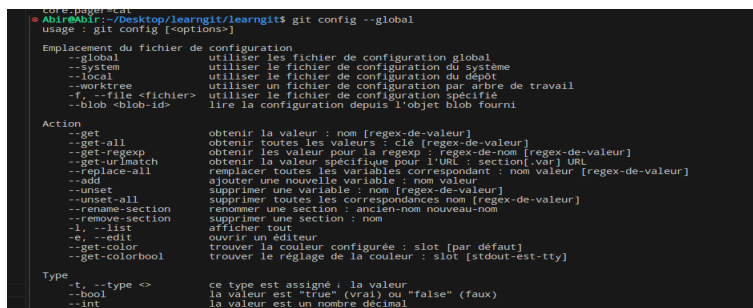 core.pager=cat
Abir@Abir:~/Desktop/learngit/learngit$ git config --global
usage : git config [<options>]
Emplacement du fichier de configuration
--global utiliser les fichier de configuration global
--system utiliser le fichier de configuration du système
--local utiliser le fichier de configuration du dépôt
--worktree utiliser un fichier de configuration par arbre de travail
-f, --file <fichier> utiliser le fichier de configuration spécifié
--blob <blob-id> lire la configuration depuis l'objet blob fourni
Action
--get obtenir la valeur : nom [regex-de-valeur]
--get-all obtenir toutes les valeurs : clé [regex-de-valeur]
--get-regexp obtenir les valeur pour la regexp : regex-de-nom [regex-de-valeur]
--get-urlmatch obtenir la valeur spécifique pour l'URL : section[.var] URL
--replace-all remplacer toutes les variables correspondant : nom valeur [regex-de-valeur]
--add ajouter une nouvelle variable : nom valeur
--unset supprimer une variable : nom [regex-de-valeur]
--unset-all supprimer toutes les correspondances nom [regex-de-valeur]
--rename-section renommer une section : ancien-nom nouveau-nom
--remove-section supprimer une section : nom
-l, --list afficher tout
-e, --edit ouvrir un éditeur
--get-color trouver la couleur configurée : slot [par défaut]
--get-colorbool trouver le réglage de la couleur : slot [stdout-est-tty]
Type
-t, --type <> ce type est assigné à la valeur
--bool la valeur est "true" (vrai) ou "false" (faux)
--int la valeur est un nombre décimal